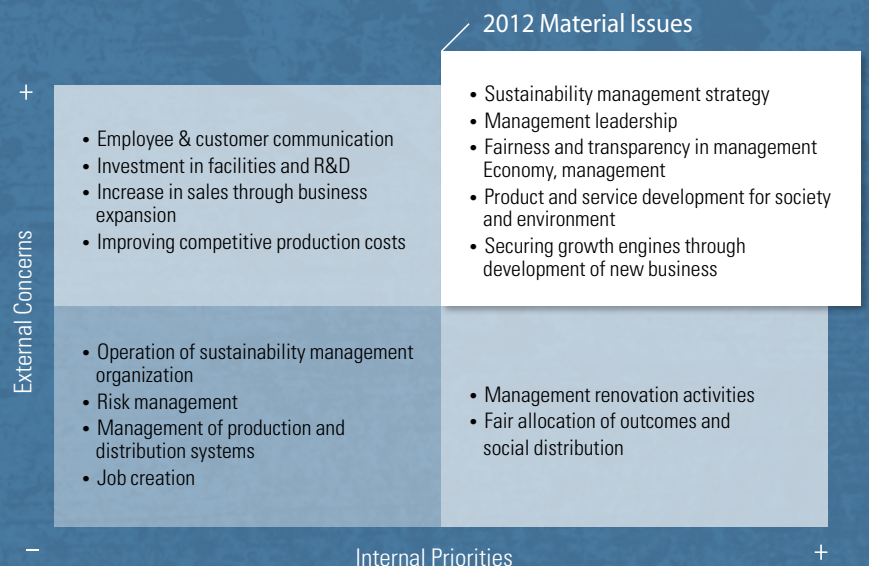 2012 Material Issues
+
• Employee & customer communication
• Investment in facilities and R&D
• Increase in sales through business
expansion
• Improving competitive production costs
• Sustainability management strategy
• Management leadership
• Fairness and transparency in management
Economy, management
• Product and service development for society
and environment
• Securing growth engines through
development of new business
External Concerns
• Operation of sustainability management
organization
• Risk management
• Management of production and
distribution systems
• Job creation
• Management renovation activities
• Fair allocation of outcomes and
social distribution
–
Internal Priorities
+